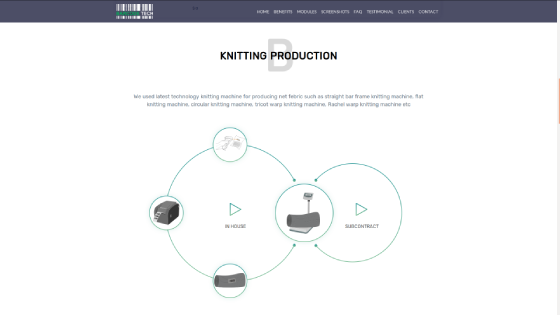 TECH
HOME BENEFITS MODULES SCREENSHOTS FAQ TESTIMONIAL CLIENTS CONTACT
B
KNITTING PRODUCTION
We used latest technology knitting machine for producing net fabric such as straight bar frame knitting machine, flat
knitting machine, circular knitting machine, tricot warp knitting machine, Rachel warp knitting machine etc
IN HOUSE
SUBCONTRACT